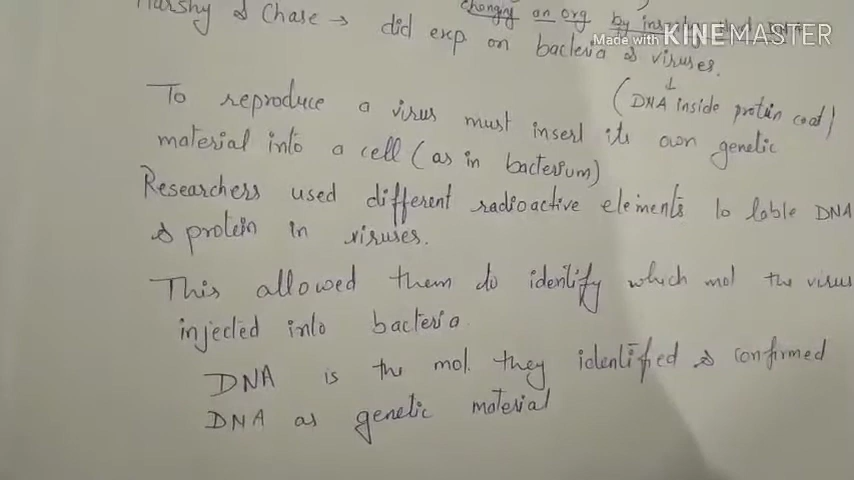 Harshy & Chase → did exp on bacteria & viruses.
Changing an org by
Made with KINEMASTER
(DNA inside protein coat)
To reproduce a virus must insert its own genetic
material into a cell (as in bacterium)
Researchers used different radioactive elements to lable DNA
& protein in viruses.
This allowed them do identify which mol the virus
injected into bacteria.
DNA is the mol. they identified & confirmed
DNA as genetic material